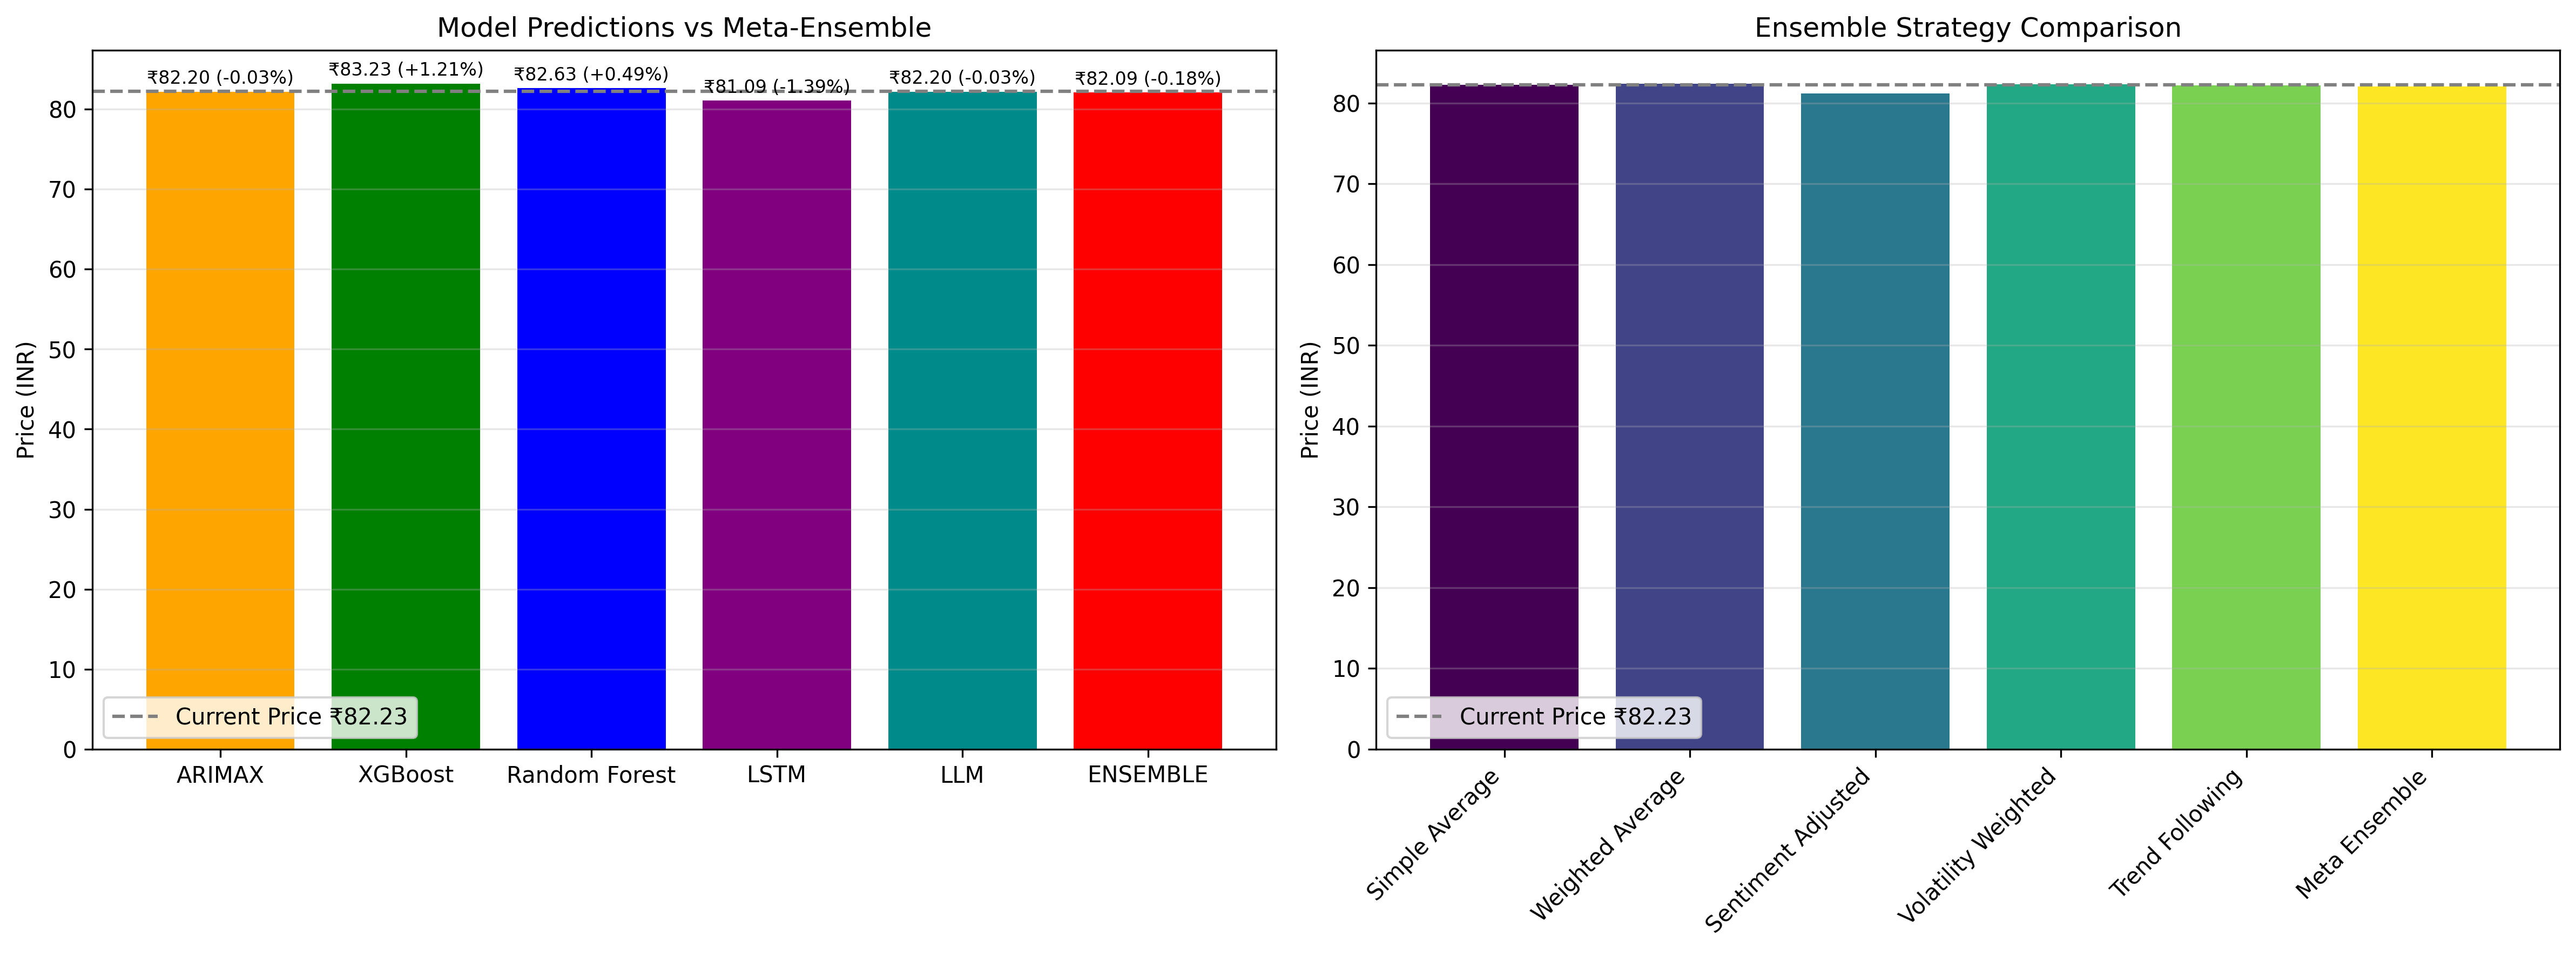 Model Predictions vs Meta-Ensemble
₹82.20 (-0.03%)
₹83.23 (+1.21%)
₹82.63 (+0.49%)
₹81.09 (-1.39%)
₹82.20 (-0.03%)
₹82.09 (-0.18%)
Price (INR)
80
70
60
50
40
30
20
10
0
Current Price ₹82.23
ARIMAX
XGBoost
Random Forest
LSTM
LLM
ENSEMBLE
Ensemble Strategy Comparison
Price (INR)
80
70
60
50
40
30
20
10
0
Current Price ₹82.23
Simple Average
Weighted Average
Sentiment Adjusted
Volatility Weighted
Trend Following
Meta Ensemble